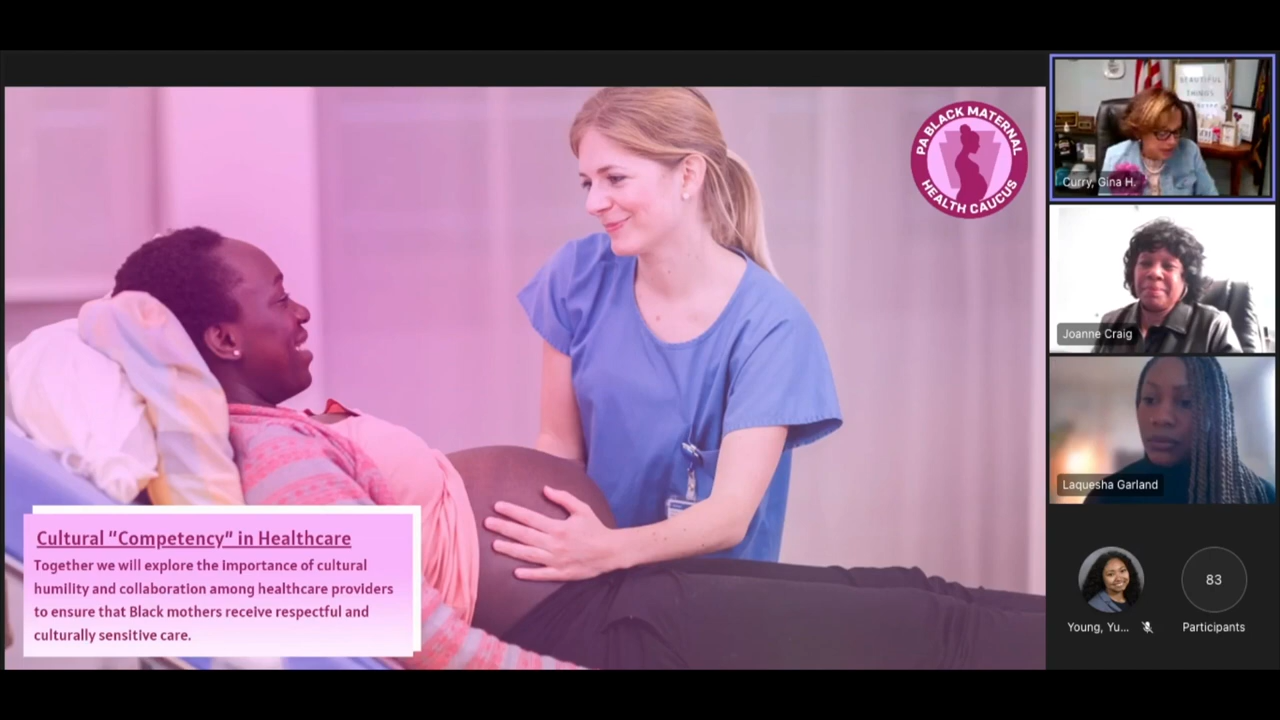 PA BLACK MATERNAL
HEALTH CAUCUS
Cultural "Competency" in Healthcare
Together we will explore the importance of cultural
humility and collaboration among healthcare providers
to ensure that Black mothers receive respectful and
culturally sensitive care.
BEAUTIFUL
THINGS
Curry, Gina H.
Joanne Craig
Laquesha Garland
83
Young, Yu...
Participants